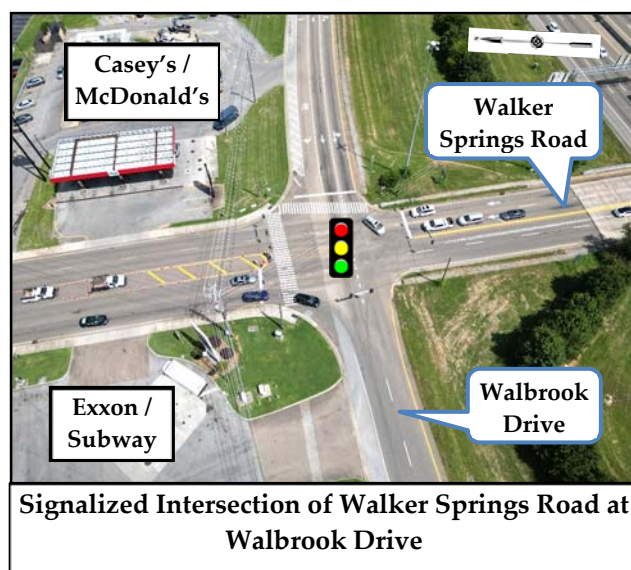 Casey's /
McDonald's
Walker
Springs Road
Exxon /
Subway
Walbrook
Drive
Signalized Intersection of Walker Springs Road at
Walbrook Drive